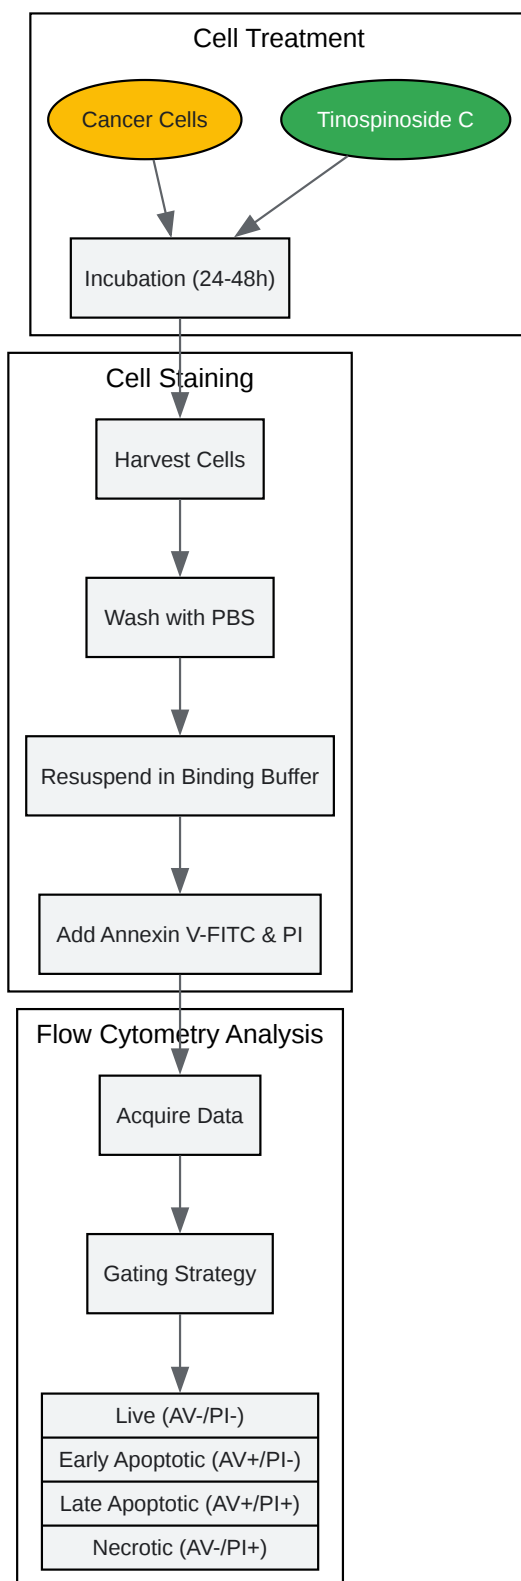 Cell Treatment
Cancer Cells
Tinospinoside C
Incubation (24-48h)
Cell Staining
Harvest Cells
Wash with PBS
Resuspend in Binding Buffer
Add Annexin V-FITC & PI
Flow Cytometry Analysis
Acquire Data
Gating Strategy
Live (AV-/PI-)
Early Apoptotic (AV+/PI-)
Late Apoptotic (AV+/PI+)
Necrotic (AV-/PI+)